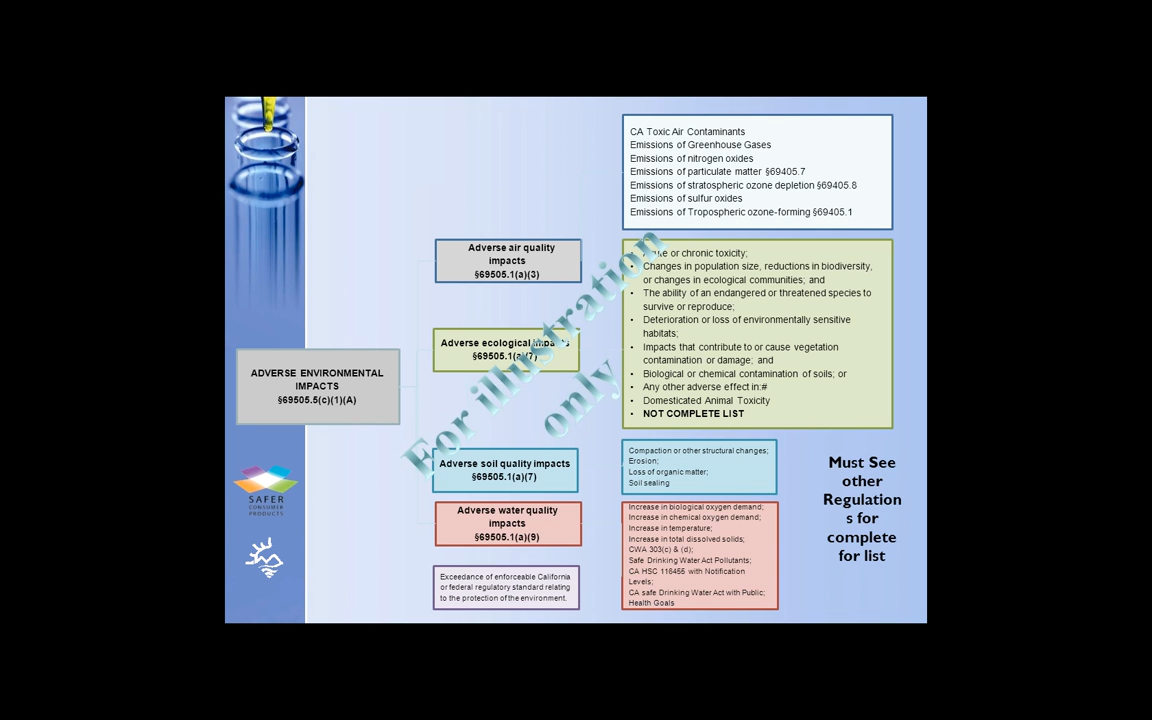 CA Toxic Air Contaminants
Emissions of Greenhouse Gases
Emissions of nitrogen oxides
Emissions of particulate matter §69405.7
Emissions of stratospheric ozone depletion §69405.8
Emissions of sulfur oxides
Emissions of Tropospheric ozone-forming §69405.1
Adverse air quality
impacts
§69505.1(a)(3)
or chronic toxicity;
• Changes in population size, reductions in biodiversity,
or changes in ecological communities; and
• The ability of an endangered or threatened species to
survive or reproduce;
• Deterioration or loss of environmentally sensitive
habitats;
• Impacts that contribute to or cause vegetation
contamination or damage; and
• Biological or chemical contamination of soils; or
• Any other adverse effect in:#
• Domesticated Animal Toxicity
• NOT COMPLETE LIST
Adverse ecological impacts
§69505.1(a)(7)
ADVERSE ENVIRONMENTAL
IMPACTS
§69505.5(c)(1)(A)
For illustration
only
Adverse soil quality impacts
§69505.1(a)(7)
Compaction or other structural changes;
Erosion;
Loss of organic matter;
Soil sealing
Adverse water quality
impacts
§69505.1(a)(9)
Increase in biological oxygen demand;
Increase in chemical oxygen demand;
Increase in temperature;
Increase in total dissolved solids;
CWA 303(c) & (d);
Safe Drinking Water Act Pollutants;
CA HSC 116455 with Notification
Levels;
CA safe Drinking Water Act with Public;
Health Goals
Exceedance of enforceable California
or federal regulatory standard relating
to the protection of the environment.
Must See
other
Regulation
s for
complete
for list
SAFER
CONSUMER
PRODUCTS